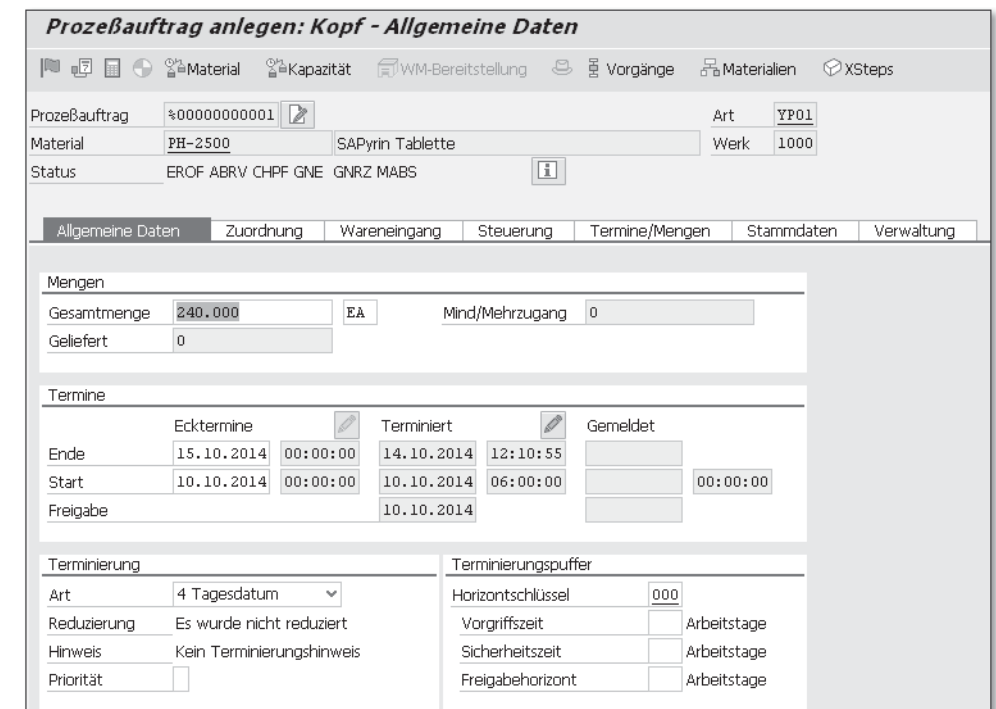 Prozeßauftrag anlegen: Kopf - Allgemeine Daten
Material Kapazität WM-Bereitstellung Vorgänge Materialien XSteps
Prozeßauftrag %00000000001 Art YP01
Material PH-2500 SAPyrin Tablette Werk 1000
Status EROF ABRV CHPF GNE GNRZ MABS
Allgemeine Daten Zuordnung Wareneingang Steuerung Termine/Mengen Stammdaten Verwaltung
Mengen
Gesamtmenge 240.000 EA Mind/Mehrzugang 0
Geliefert 0
Termine
Ecktermine Terminiert Gemeldet
Ende 15.10.2014 00:00:00 14.10.2014 12:10:55
Start 10.10.2014 00:00:00 10.10.2014 06:00:00 00:00:00
Freigabe 10.10.2014
Terminierung Terminierungspuffer
Art 4 Tagesdatum Horizontschlüssel 000
Reduzierung Es wurde nicht reduziert Vorgriffszeit Arbeitstage
Hinweis Kein Terminierungshinweis Sicherheitszeit Arbeitstage
Priorität Freigabehorizont Arbeitstage